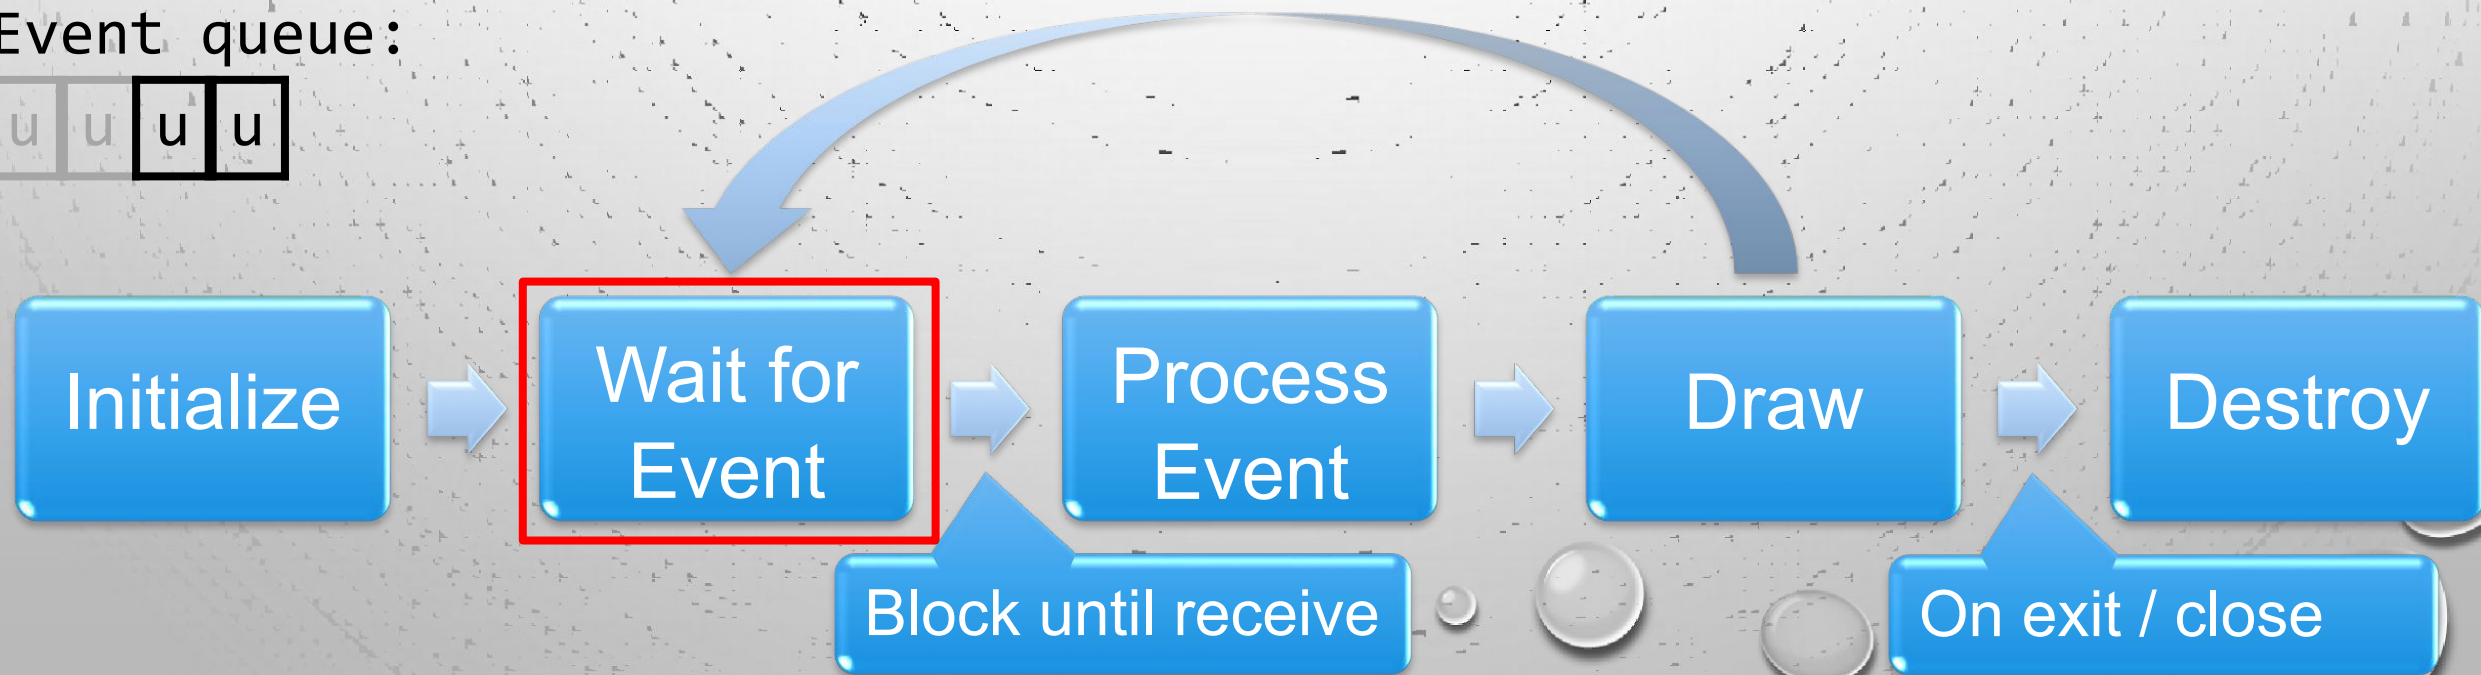 Event queue:
u u u u
Initialize
Wait for
Event
Process
Event
Draw
Destroy
Block until receive
On exit / close